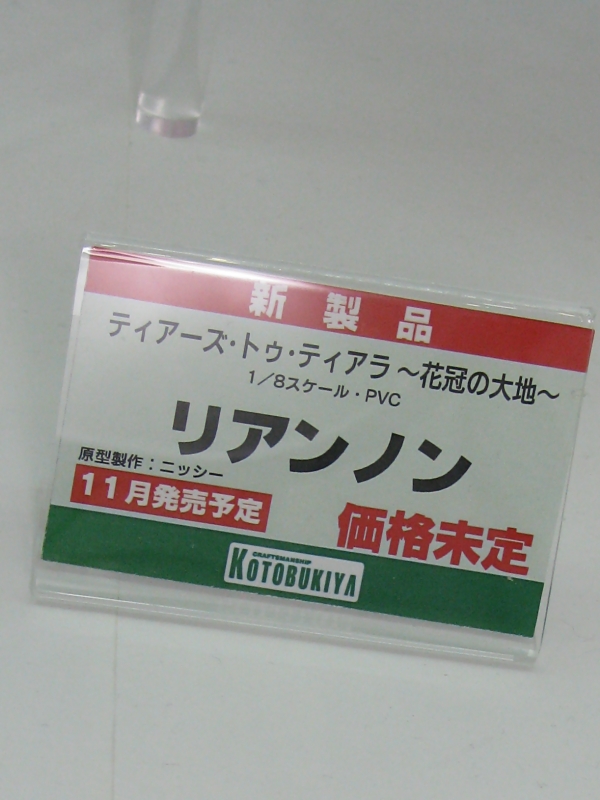 新製品
ティアーズ・トゥ・ティアラ～花冠の大地～
1／8スケール・PVC
リアンノン
原型製作：ニッシー
11月発売予定
価格未定
CRAFTSMANSHIP
KOTOBUKIYA